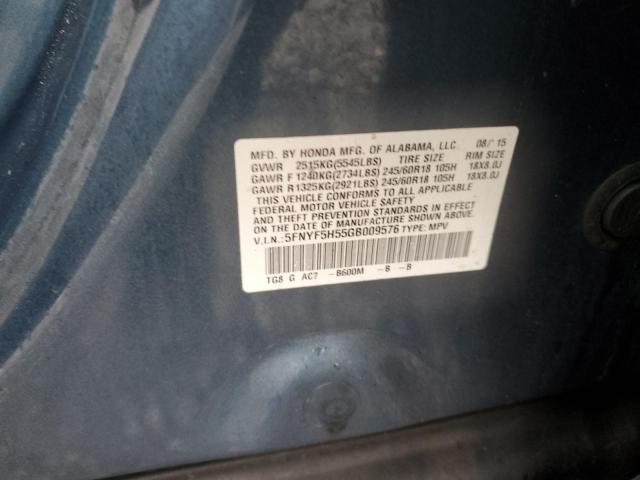 MFD. BY HONDA MFG. OF ALABAMA, LLC. 08/'15
GVWR 2515KG(5545LBS) TIRE SIZE RIM SIZE
GAWR F 1240KG(2734LBS) 245/60R18 105H 18X8.0J
GAWR R 1325KG(2921LBS) 245/60R18 105H 18X8.0J
THIS VEHICLE CONFORMS TO ALL APPLICABLE
FEDERAL MOTOR VEHICLE SAFETY
AND THEFT PREVENTION STANDARDS IN EFFECT
ON THE DATE OF MANUFACTURE SHOWN ABOVE.
V.I.N.: 5FNYF5H55GB009576 TYPE: MPV
TG8 G AC7 -B600M -B -B